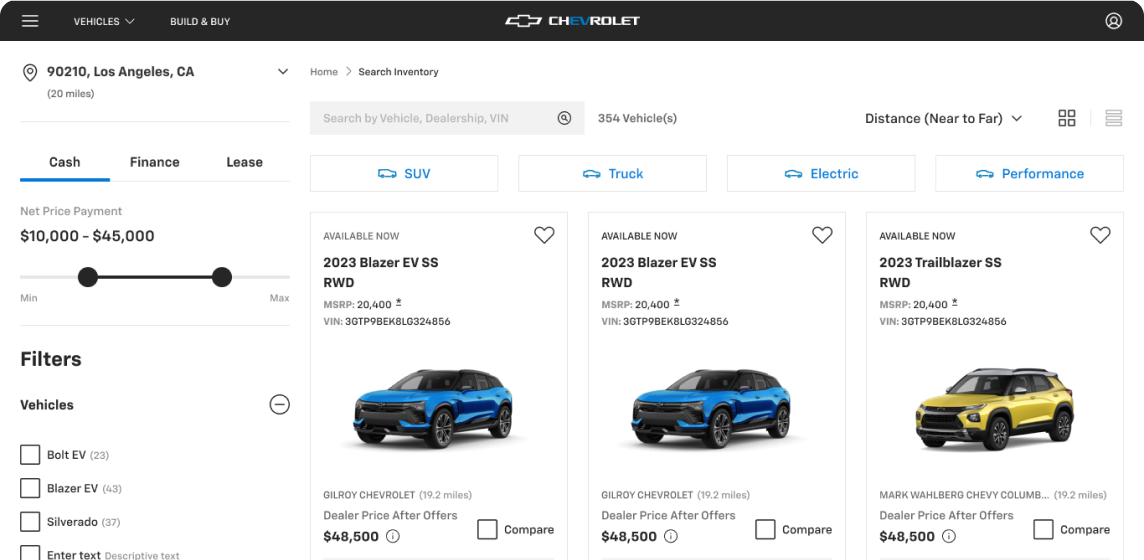 VEHICLES
BUILD & BUY
CHEVROLET
90210, Los Angeles, CA
(20 miles)
Cash Finance Lease
Net Price Payment
$10,000 - $45,000
Min Max
Filters
Vehicles
Bolt EV (23)
Blazer EV (43)
Silverado (37)
Enter text Descriptive text
Home > Search Inventory
Search by Vehicle, Dealership, VIN
354 Vehicle(s)
Distance (Near to Far)
SUV
Truck
Electric
Performance
AVAILABLE NOW
2023 Blazer EV SS
RWD
MSRP: 20,400 *
VIN: 3GTP9BEK8LG324856
GILROY CHEVROLET (19.2 miles)
Dealer Price After Offers
$48,500
Compare
AVAILABLE NOW
2023 Blazer EV SS
RWD
MSRP: 20,400 *
VIN: 3GTP9BEK8LG324856
GILROY CHEVROLET (19.2 miles)
Dealer Price After Offers
$48,500
Compare
AVAILABLE NOW
2023 Trailblazer SS
RWD
MSRP: 20,400 *
VIN: 3GTP9BEK8LG324856
MARK WAHLBERG CHEVY COLUMB... (19.2 miles)
Dealer Price After Offers
$48,500
Compare